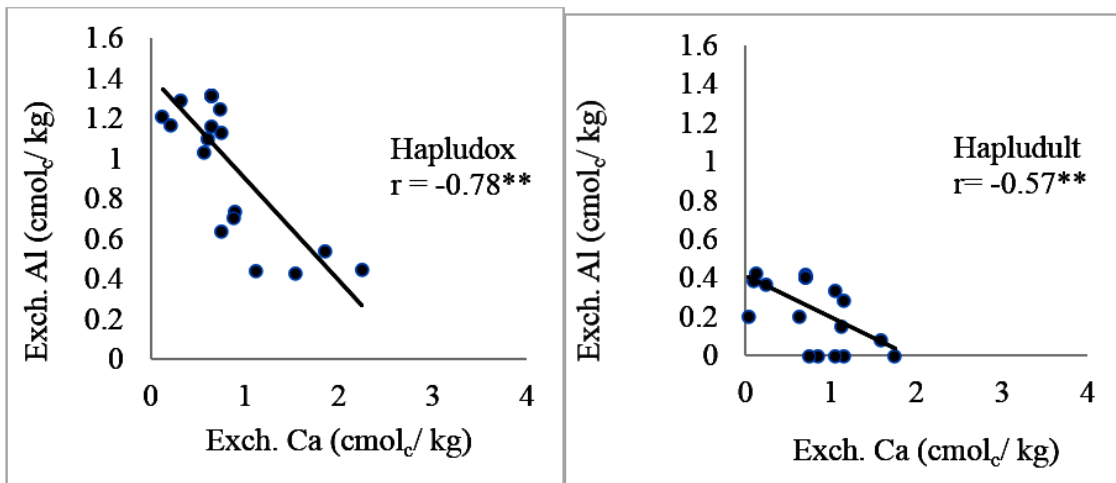 1.6
1.4
1.2
1
0.8
0.6
0.4
0.2
0
Exch. Al (cmolc/ kg)
Hapludox
r = -0.78**
0 1 2 3 4
Exch. Ca (cmolc/ kg)
1.6
1.4
1.2
1
0.8
0.6
0.4
0.2
0
Exch. Al (cmolc/ kg)
Hapludult
r= -0.57**
0 1 2 3 4
Exch. Ca (cmolc/ kg)